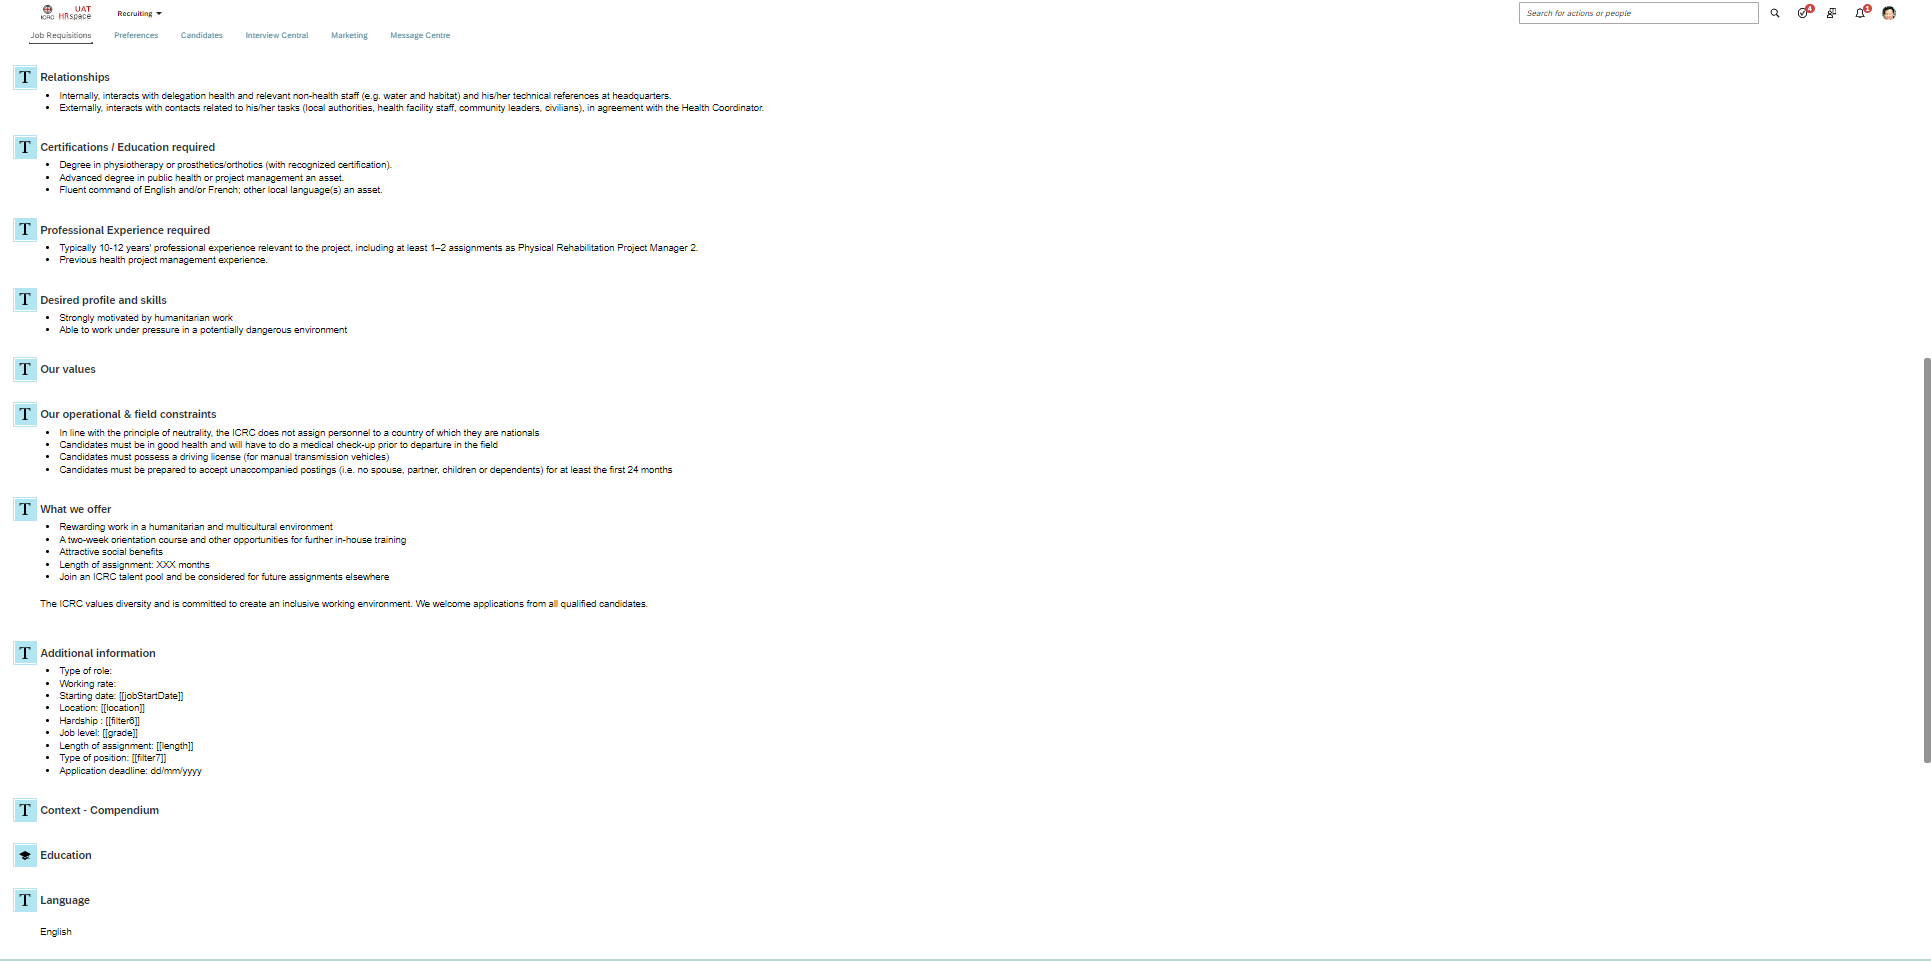 UAT
ICRC HRspace
Recruiting
Search for actions or people
4
1
Job Requisitions Preferences Candidates Interview Central Marketing Message Centre
T Relationships
• Internally, interacts with delegation health and relevant non-health staff (e.g. water and habitat) and his/her technical references at headquarters.
• Externally, interacts with contacts related to his/her tasks (local authorities, health facility staff, community leaders, civilians), in agreement with the Health Coordinator.
T Certifications / Education required
• Degree in physiotherapy or prosthetics/orthotics (with recognized certification).
• Advanced degree in public health or project management an asset.
• Fluent command of English and/or French; other local language(s) an asset.
T Professional Experience required
• Typically 10-12 years' professional experience relevant to the project, including at least 1–2 assignments as Physical Rehabilitation Project Manager 2.
• Previous health project management experience.
T Desired profile and skills
• Strongly motivated by humanitarian work
• Able to work under pressure in a potentially dangerous environment
T Our values
T Our operational & field constraints
• In line with the principle of neutrality, the ICRC does not assign personnel to a country of which they are nationals
• Candidates must be in good health and will have to do a medical check-up prior to departure in the field
• Candidates must possess a driving license (for manual transmission vehicles)
• Candidates must be prepared to accept unaccompanied postings (i.e. no spouse, partner, children or dependents) for at least the first 24 months
T What we offer
• Rewarding work in a humanitarian and multicultural environment
• A two-week orientation course and other opportunities for further in-house training
• Attractive social benefits
• Length of assignment: XXX months
• Join an ICRC talent pool and be considered for future assignments elsewhere
The ICRC values diversity and is committed to create an inclusive working environment. We welcome applications from all qualified candidates.
T Additional information
• Type of role:
• Working rate:
• Starting date: [[jobStartDate]]
• Location: [[location]]
• Hardship : [[filter6]]
• Job level: [[grade]]
• Length of assignment: [[length]]
• Type of position: [[filter7]]
• Application deadline: dd/mm/yyyy
T Context - Compendium
Education
T Language
English